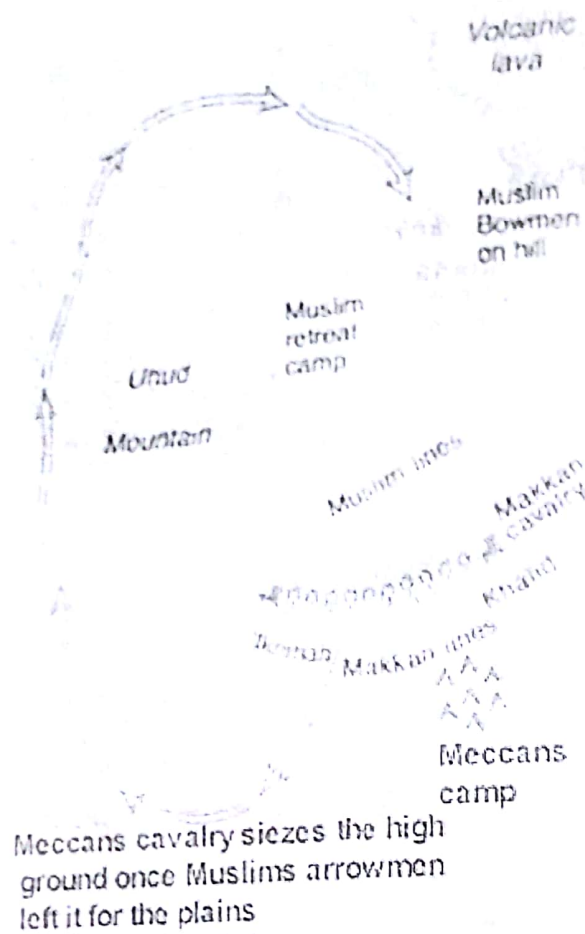 Volcanic
lava
Muslim
Bowmen
on hill
Muslim
retreat
camp
Uhud
Mountain
Muslim lines
Makkan
cavalry
Khalid
Makkan lines
Meccans
camp
Meccans cavalry siezes the high
ground once Muslims arrowmen
left it for the plains